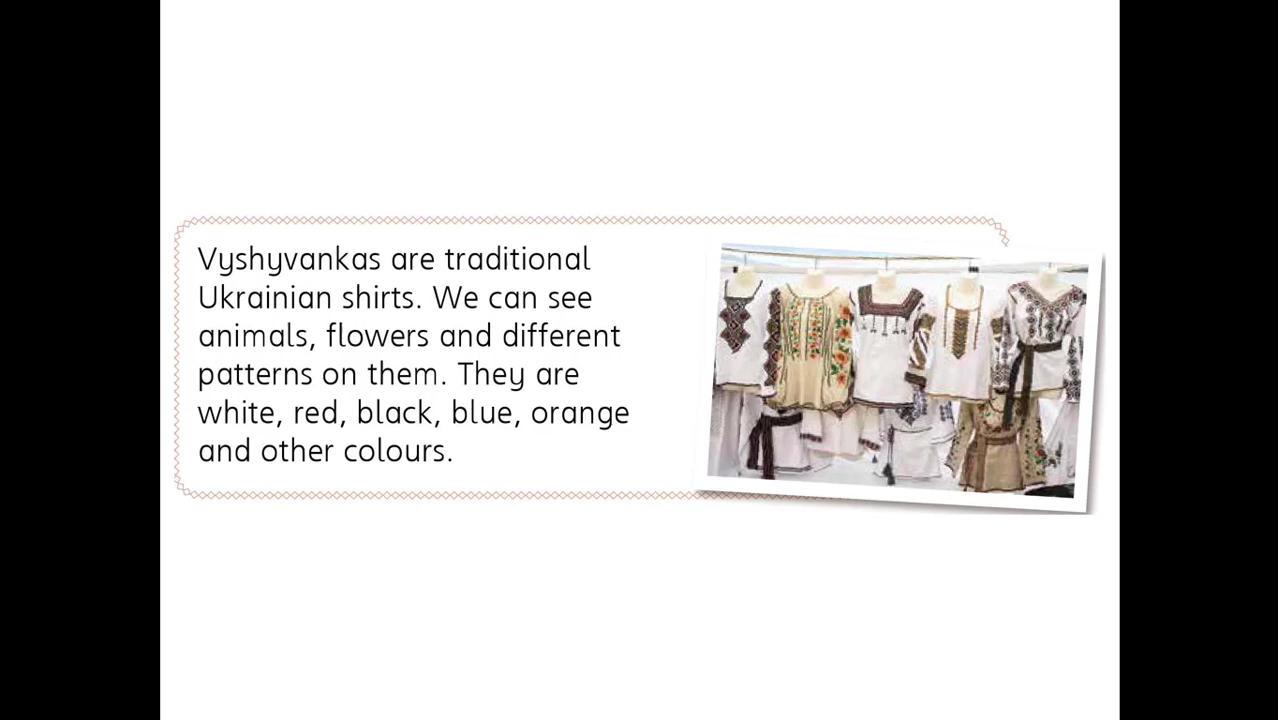 Vyshyvankas are traditional
Ukrainian shirts. We can see
animals, flowers and different
patterns on them. They are
white, red, black, blue, orange
and other colours.